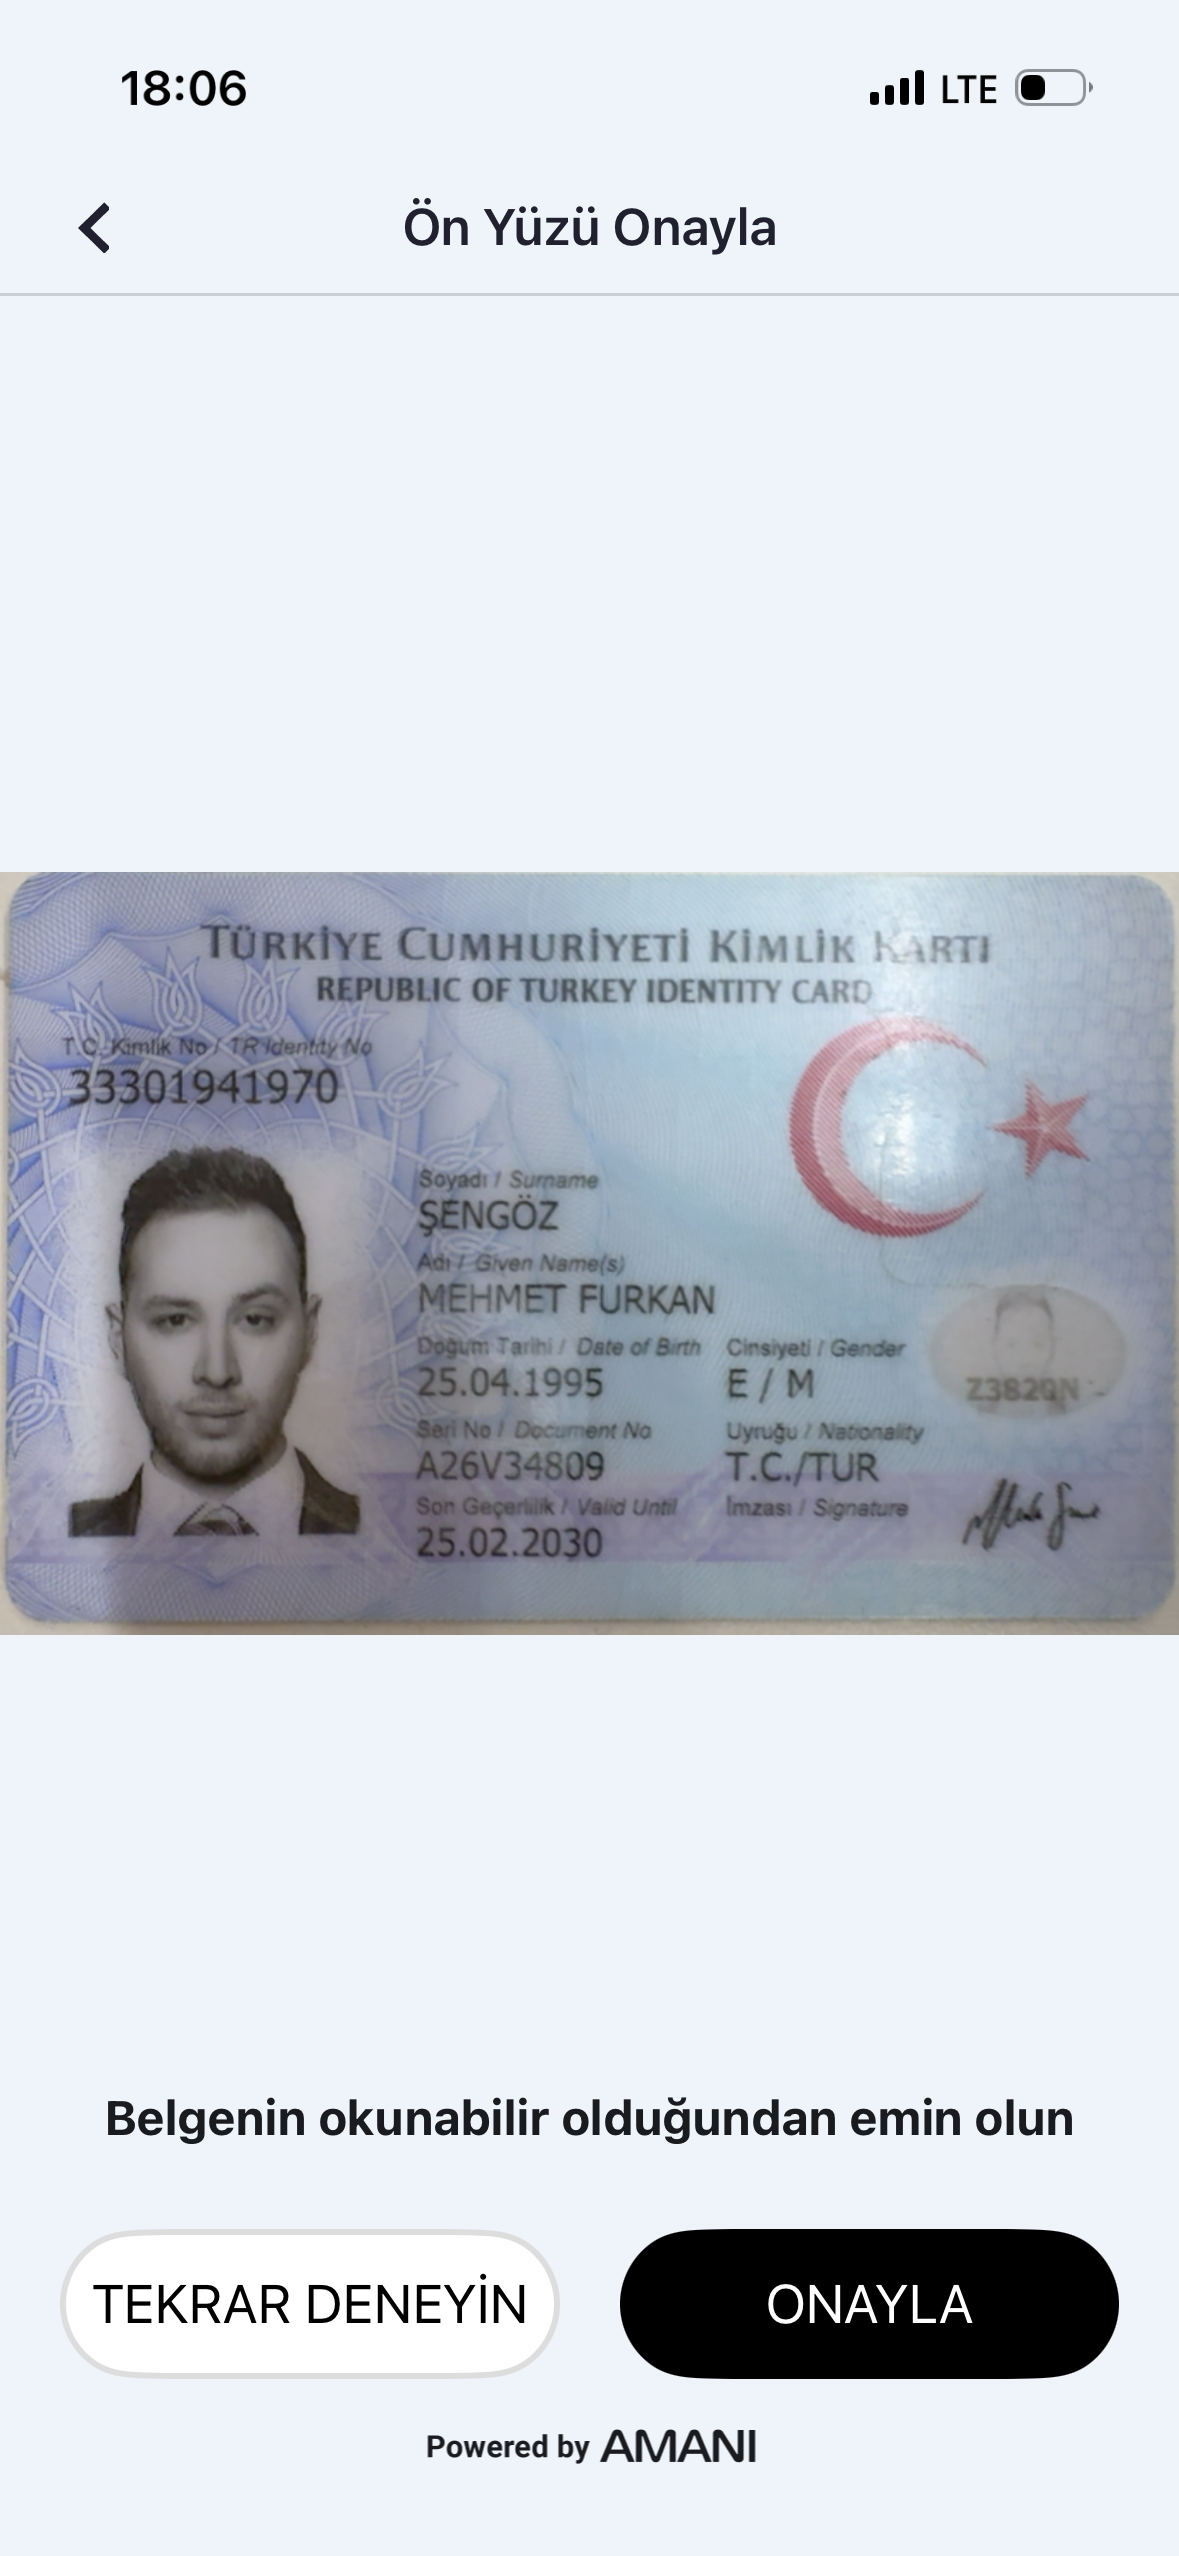 18:06 LTE
Ön Yüzü Onayla
TÜRKİYE CUMHURİYETİ KİMLİK KARTI
REPUBLIC OF TURKEY IDENTITY CARD
T.C. Kimlik No / TR Identity No
33301941970
Soyadı / Surname
ŞENGÖZ
Adı / Given Name(s)
MEHMET FURKAN
Doğum Tarihi / Date of Birth Cinsiyeti / Gender
25.04.1995 E / M
Seri No / Document No Uyruğu / Nationality
A26V34809 T.C./TUR
Son Geçerlilik / Valid Until İmzası / Signature
25.02.2030
Belgenin okunabilir olduğundan emin olun
TEKRAR DENEYİN ONAYLA
Powered by AMANI